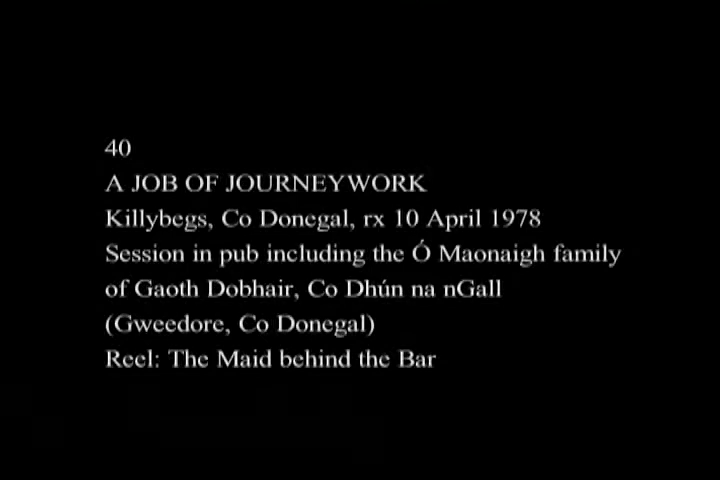 40
A JOB OF JOURNEYWORK
Killybegs, Co Donegal, rx 10 April 1978
Session in pub including the Ó Maonaigh family
of Gaoth Dobhair, Co Dhún na nGall
(Gweedore, Co Donegal)
Reel: The Maid behind the Bar